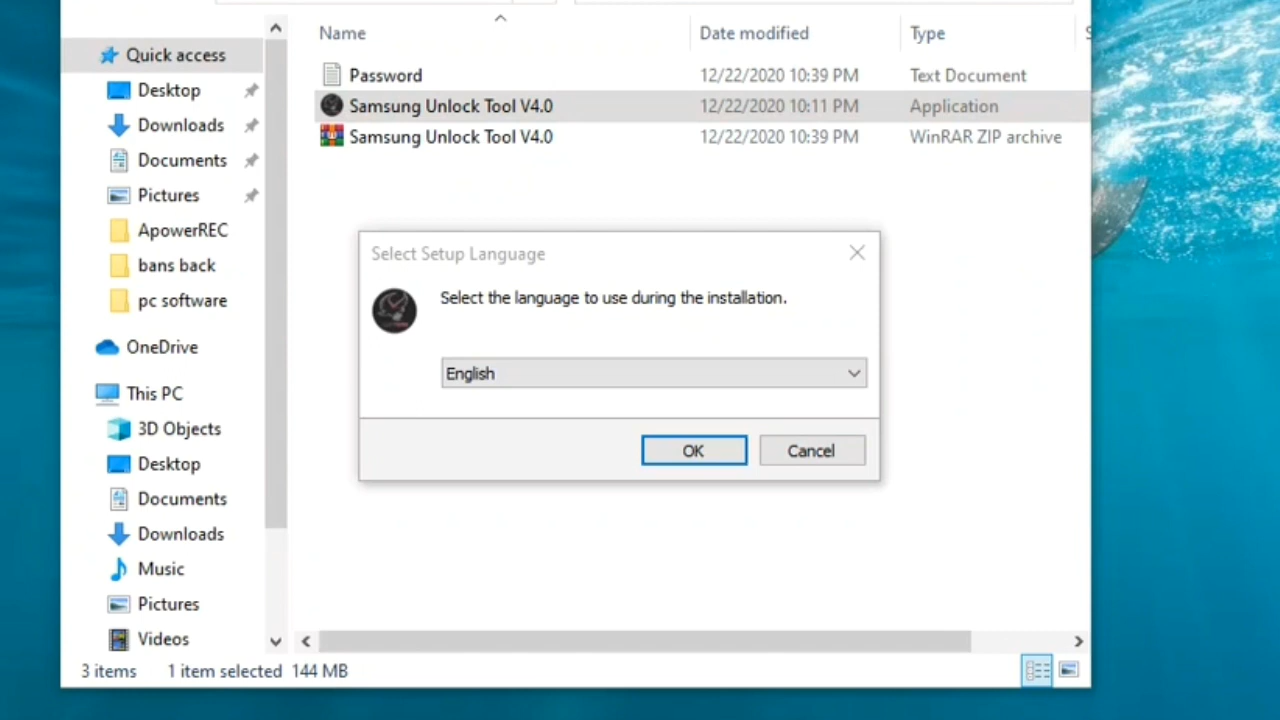 Name Date modified Type
Quick access
Desktop
Downloads
Documents
Pictures
ApowerREC
bans back
pc software
OneDrive
This PC
3D Objects
Desktop
Documents
Downloads
Music
Pictures
Videos
Password 12/22/2020 10:39 PM Text Document
Samsung Unlock Tool V4.0 12/22/2020 10:11 PM Application
Samsung Unlock Tool V4.0 12/22/2020 10:39 PM WinRAR ZIP archive
Select Setup Language
Select the language to use during the installation.
English
OK Cancel
3 items 1 item selected 144 MB